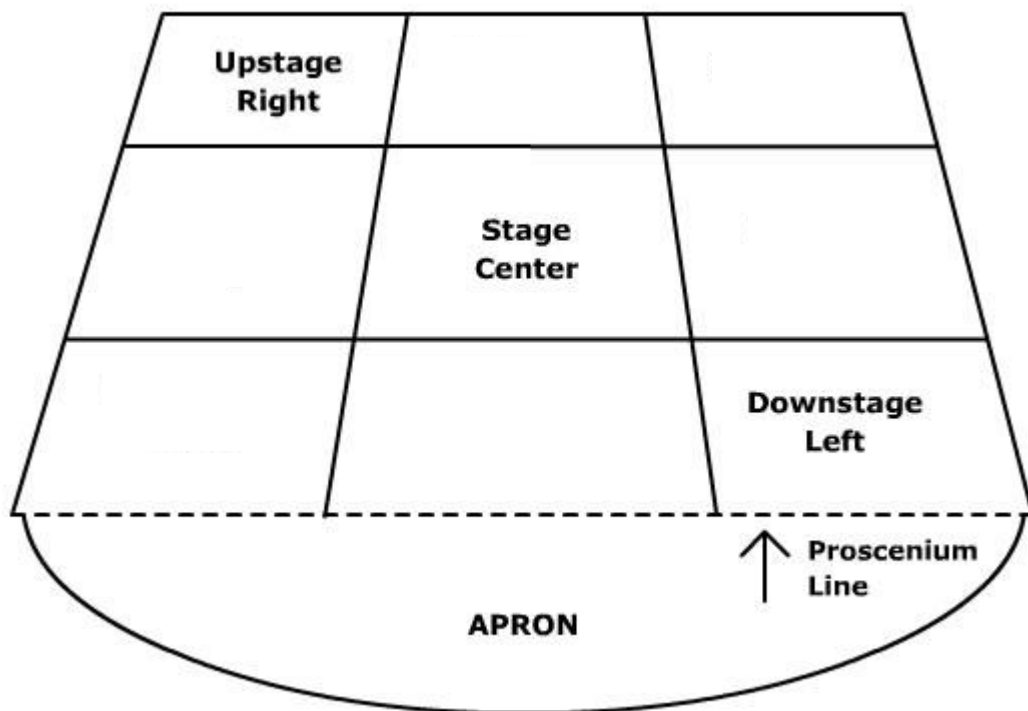 Upstage
Right
Stage
Center
Downstage
Left
Proscenium
Line
APRON